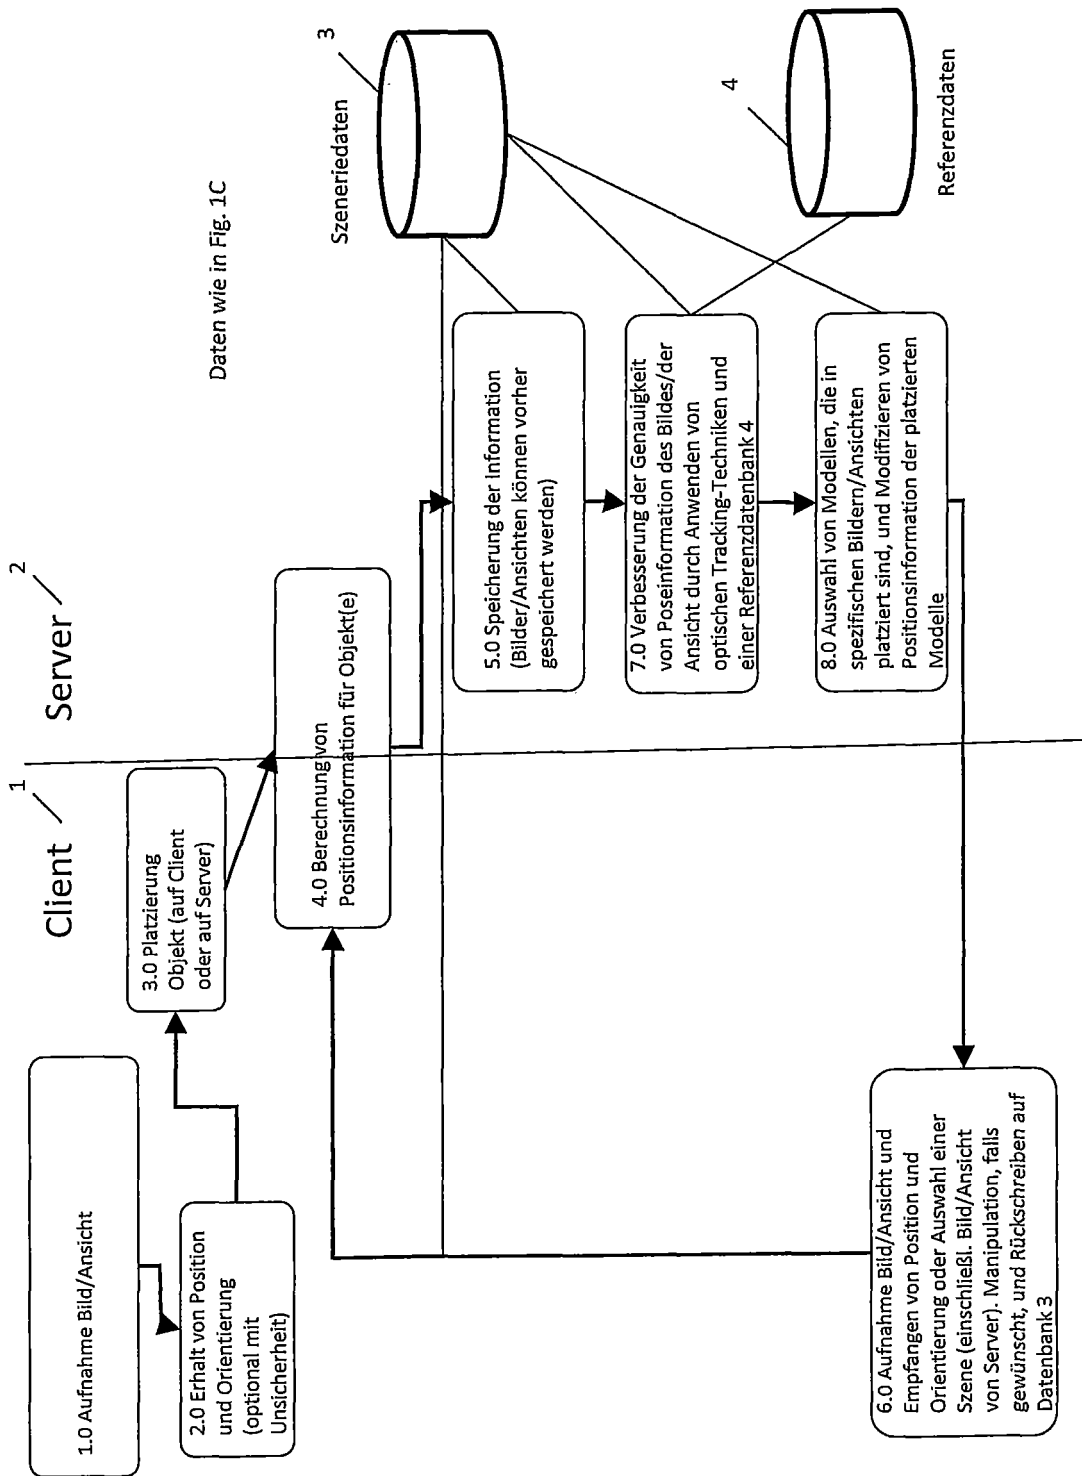 Client
1
Server
2
1.0 Aufnahme Bild/Ansicht
2.0 Erhalt von Position
und Orientierung
(optional mit
Unsicherheit)
3.0 Platzierung
Objekt (auf Client
oder auf Server)
4.0 Berechnung von
Positionsinformation für Objekt(e)
Daten wie in Fig. 1C
Szeneriedaten
3
5.0 Speicherung der Information
(Bilder/Ansichten können vorher
gespeichert werden)
7.0 Verbesserung der Genauigkeit
von Poseinformation des Bildes/der
Ansicht durch Anwenden von
optischen Tracking-Techniken und
einer Referenzdatenbank 4
4
Referenzdaten
8.0 Auswahl von Modellen, die in
spezifischen Bildern/Ansichten
platziert sind, und Modifizieren von
Positionsinformation der platzierten
Modelle
6.0 Aufnahme Bild/Ansicht und
Empfangen von Position und
Orientierung oder Auswahl einer
Szene (einschließl. Bild/Ansicht
von Server). Manipulation, falls
gewünscht, und Rückschreiben auf
Datenbank 3